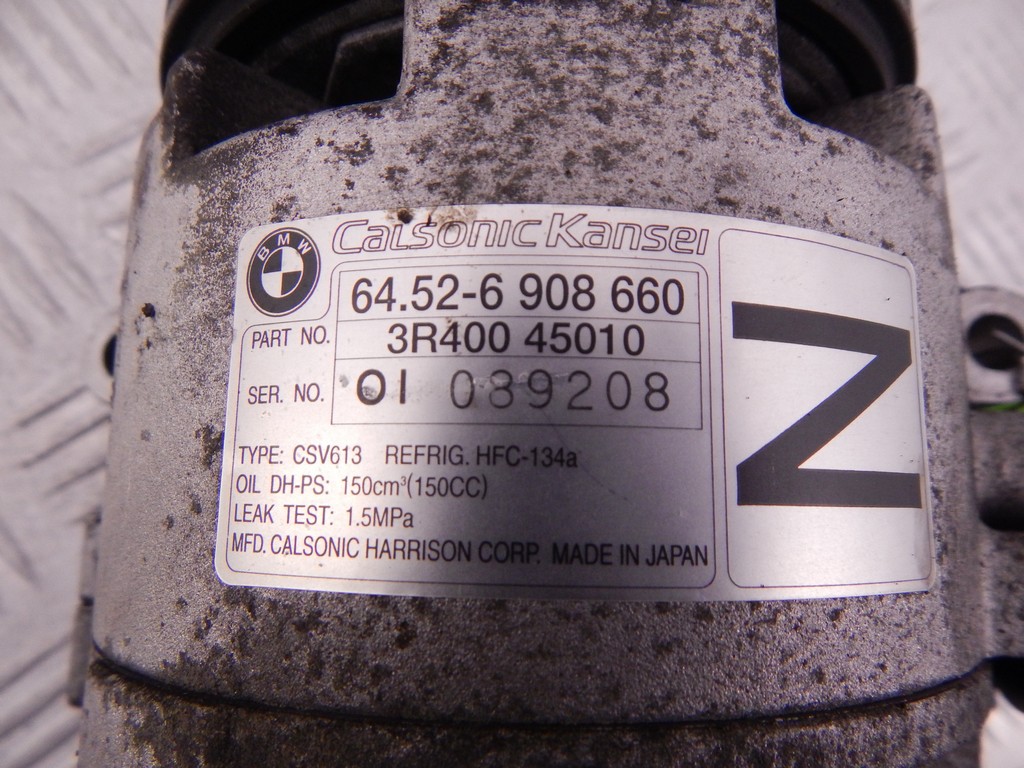 BMW
Calsonic Kansei
64.52-6 908 660
PART NO. 3R400 45010
SER. NO. 01 089208
TYPE: CSV613 REFRIG. HFC-134a
OIL DH-PS: 150cm³(150CC)
LEAK TEST: 1.5MPa
MFD. CALSONIC HARRISON CORP. MADE IN JAPAN
Z